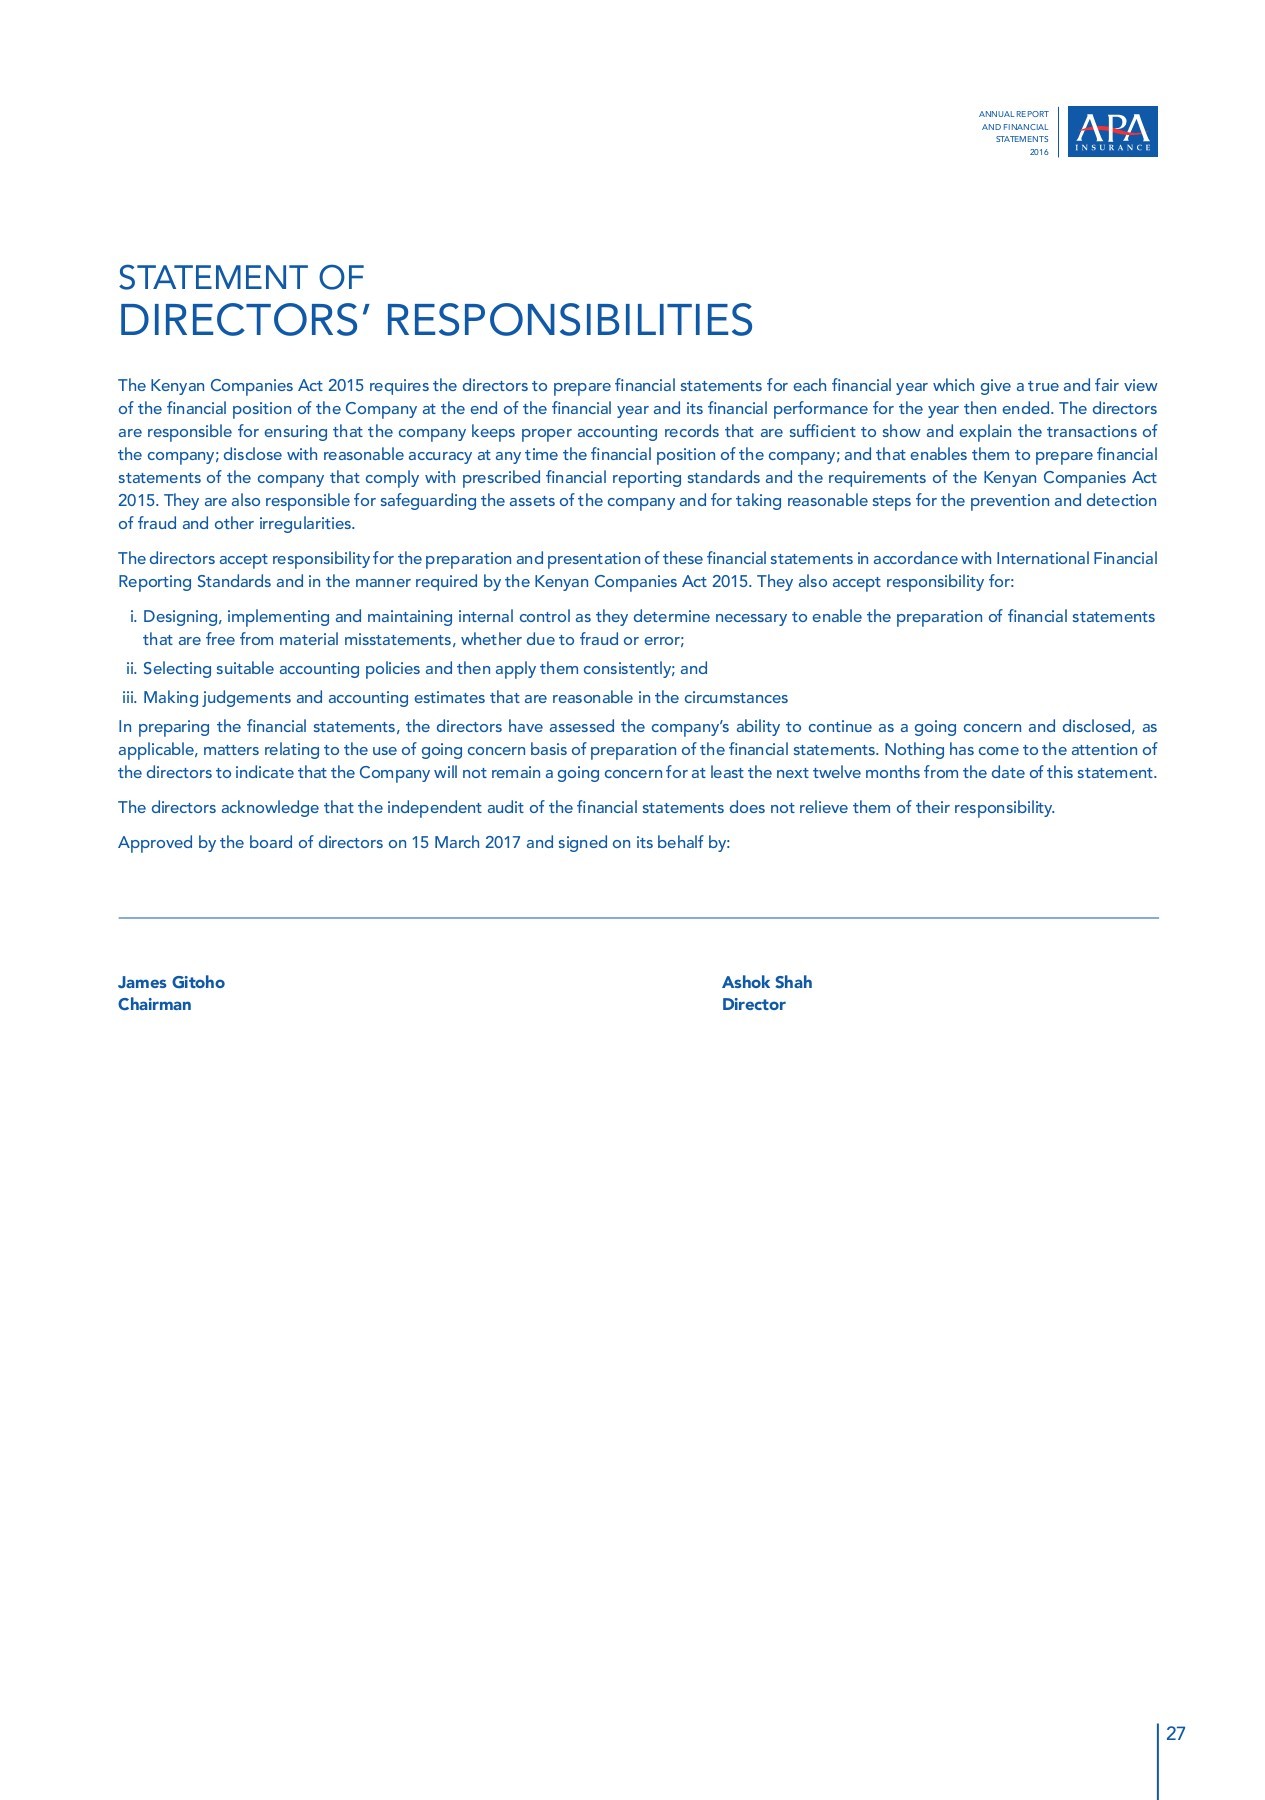 ANNUAL REPORT
AND FINANCIAL
STATEMENTS
2016
APA
INSURANCE
STATEMENT OF
DIRECTORS’ RESPONSIBILITIES
The Kenyan Companies Act 2015 requires the directors to prepare financial statements for each financial year which give a true and fair view
of the financial position of the Company at the end of the financial year and its financial performance for the year then ended. The directors
are responsible for ensuring that the company keeps proper accounting records that are sufficient to show and explain the transactions of
the company; disclose with reasonable accuracy at any time the financial position of the company; and that enables them to prepare financial
statements of the company that comply with prescribed financial reporting standards and the requirements of the Kenyan Companies Act
2015. They are also responsible for safeguarding the assets of the company and for taking reasonable steps for the prevention and detection
of fraud and other irregularities.
The directors accept responsibility for the preparation and presentation of these financial statements in accordance with International Financial
Reporting Standards and in the manner required by the Kenyan Companies Act 2015. They also accept responsibility for:
i. Designing, implementing and maintaining internal control as they determine necessary to enable the preparation of financial statements
that are free from material misstatements, whether due to fraud or error;
ii. Selecting suitable accounting policies and then apply them consistently; and
iii. Making judgements and accounting estimates that are reasonable in the circumstances
In preparing the financial statements, the directors have assessed the company’s ability to continue as a going concern and disclosed, as
applicable, matters relating to the use of going concern basis of preparation of the financial statements. Nothing has come to the attention of
the directors to indicate that the Company will not remain a going concern for at least the next twelve months from the date of this statement.
The directors acknowledge that the independent audit of the financial statements does not relieve them of their responsibility.
Approved by the board of directors on 15 March 2017 and signed on its behalf by:
James Gitoho
Chairman
Ashok Shah
Director
27